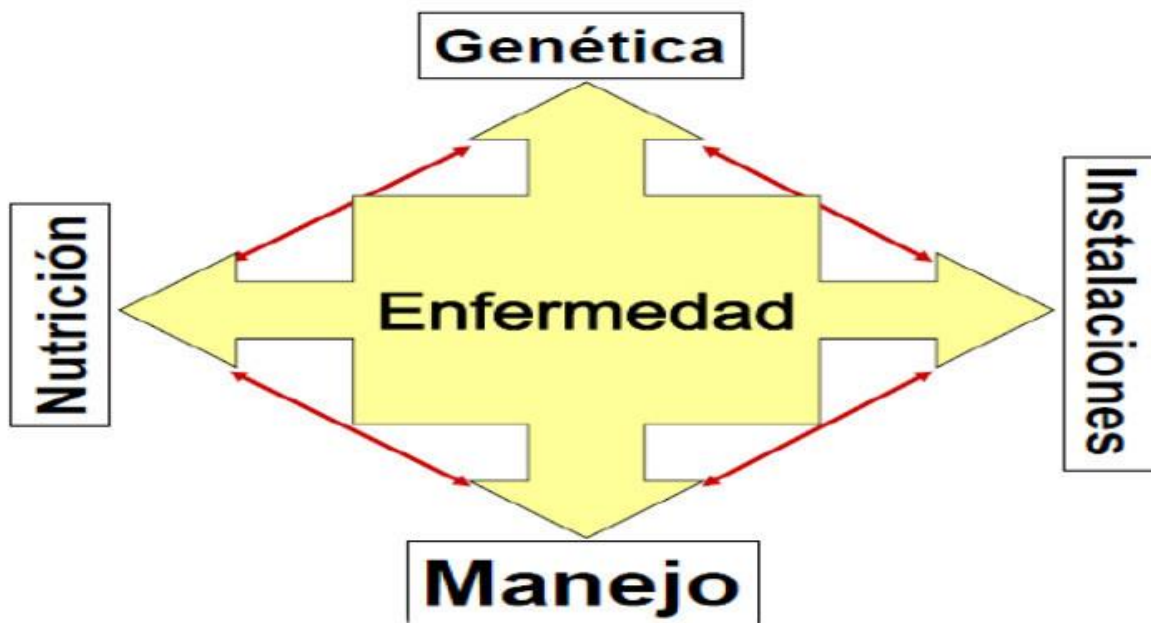 Genética
Nutrición
Enfermedad
Instalaciones
Manejo